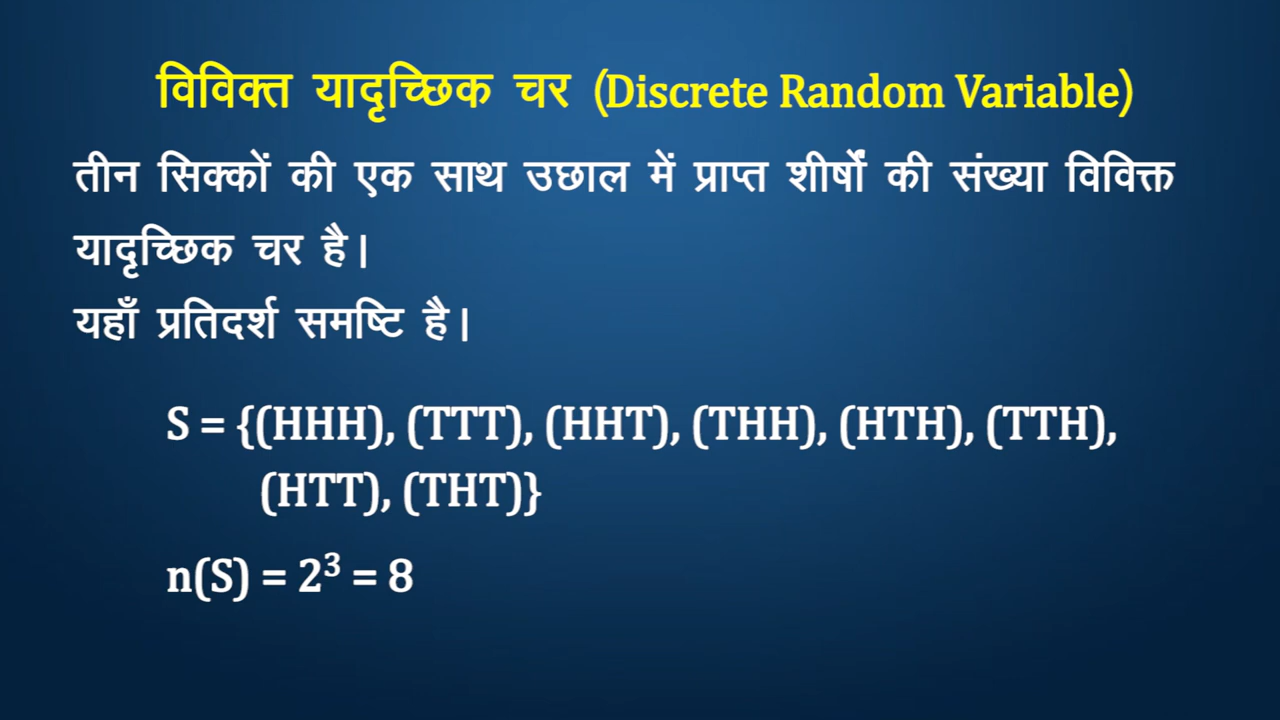 विविक्त यादृच्छिक चर (Discrete Random Variable)
तीन सिक्कों की एक साथ उछाल में प्राप्त शीर्षों की संख्या विविक्त
यादृच्छिक चर है।
यहाँ प्रतिदर्श समष्टि है।
S = {(HHH), (TTT), (HHT), (THH), (HTH), (TTH),
(HTT), (THT)}
n(S) = 2³ = 8